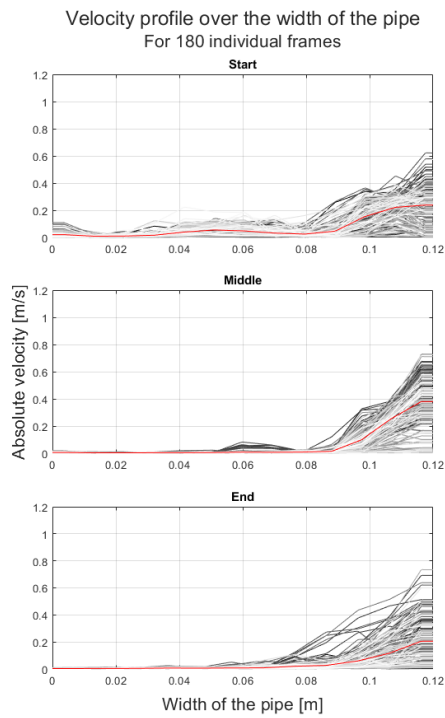 Velocity profile over the width of the pipe
For 180 individual frames
Start
1.2
1
0.8
0.6
0.4
0.2
0
0 0.02 0.04 0.06 0.08 0.1 0.12
Middle
1.2
1
0.8
0.6
0.4
0.2
0
0 0.02 0.04 0.06 0.08 0.1 0.12
Absolute velocity [m/s]
End
1.2
1
0.8
0.6
0.4
0.2
0
0 0.02 0.04 0.06 0.08 0.1 0.12
Width of the pipe [m]